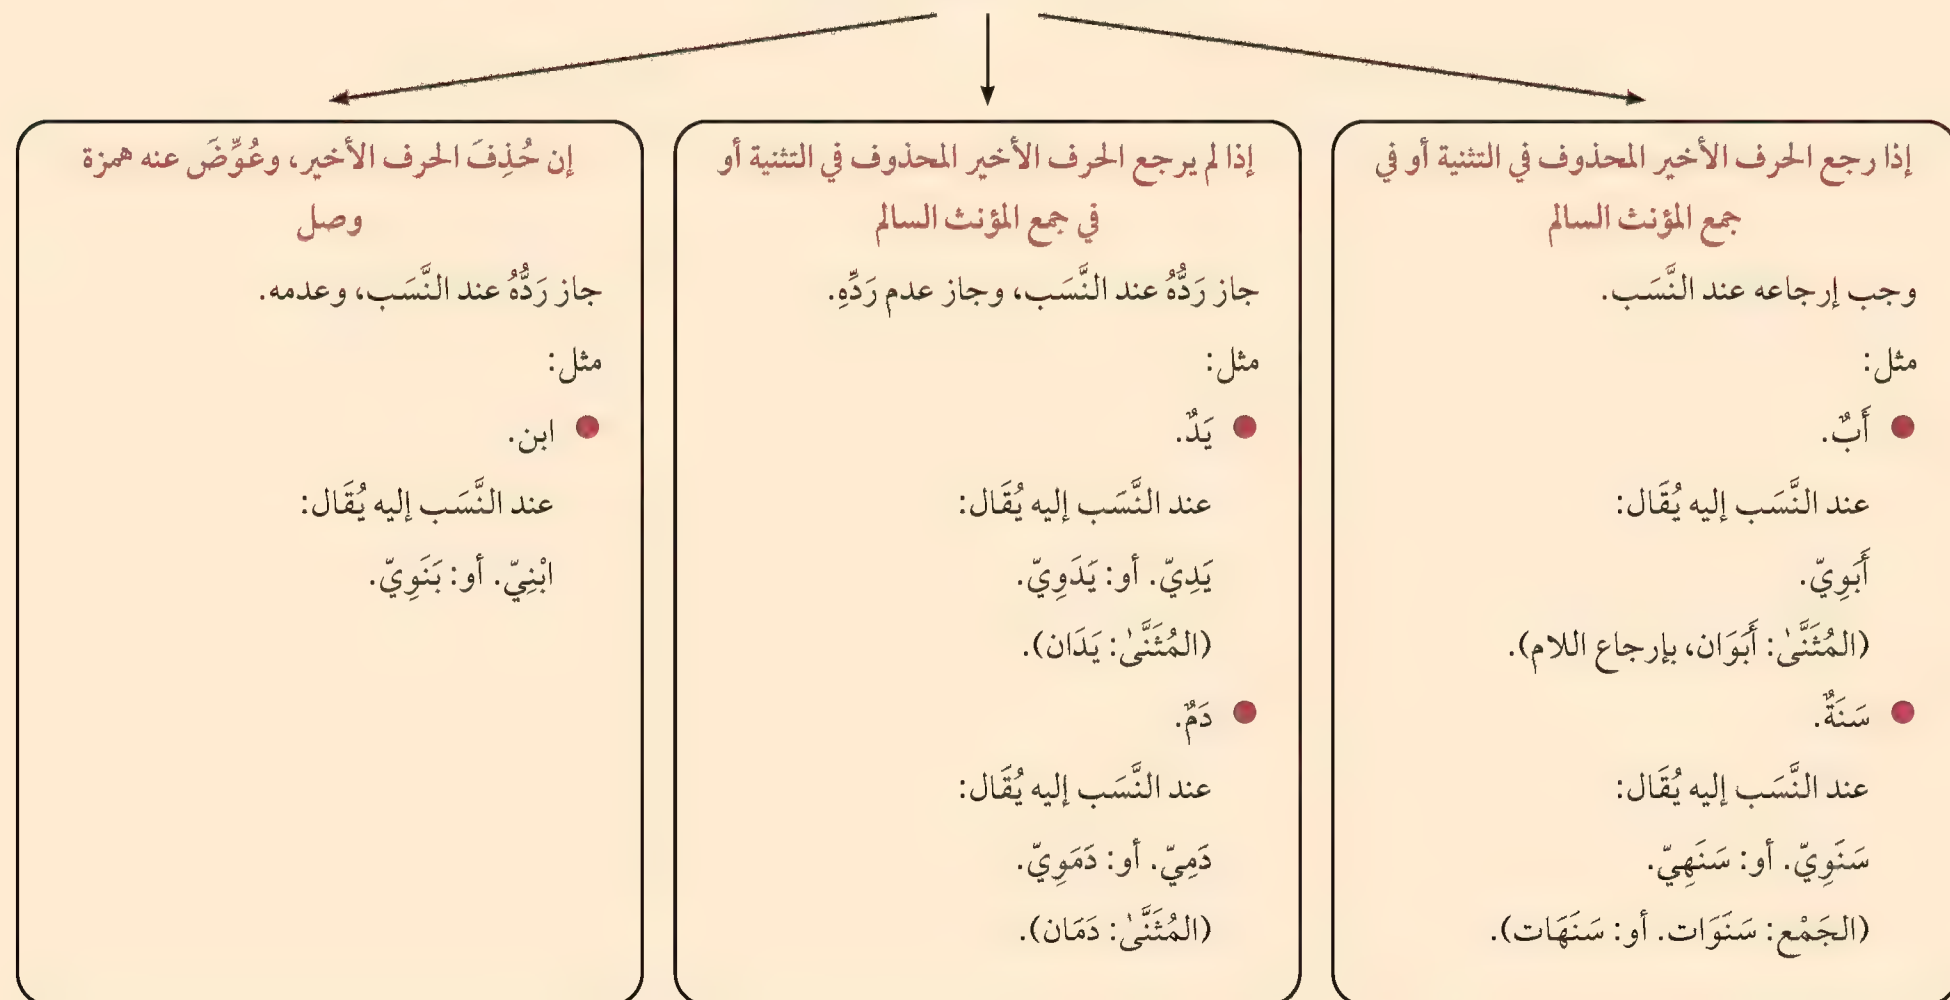 إذا رجع الحرف الأخير المحذوف في التثنية أو في
جمع المؤنث السالم
وجب إرجاعه عند النَّسَب.
مثل:
أَبٌ.
عند النَّسَب إليه يُقَال:
أَبَوِيّ.
(المُثَنَّىٰ: أَبَوَان، بإرجاع اللام).
سَنَةٌ.
عند النَّسَب إليه يُقَال:
سَنَوِيّ. أو: سَنَهِيّ.
(الجَمْع: سَنَوَات. أو: سَنَهَات).
إذا لم يرجع الحرف الأخير المحذوف في التثنية أو
في جمع المؤنث السالم
جاز رَدُّهُ عند النَّسَب، وجاز عدم رَدِّهِ.
مثل:
يَدٌ.
عند النَّسَب إليه يُقَال:
يَدِيّ. أو: يَدَوِيّ.
(المُثَنَّىٰ: يَدَان).
دَمٌ.
عند النَّسَب إليه يُقَال:
دَمِيّ. أو: دَمَوِيّ.
(المُثَنَّىٰ: دَمَان).
إن حُذِفَ الحرف الأخير، وعُوِّضَ عنه همزة
وصل
جاز رَدُّهُ عند النَّسَب، وعدمه.
مثل:
ابن.
عند النَّسَب إليه يُقَال:
ابْنِيّ. أو: بَنَوِيّ.